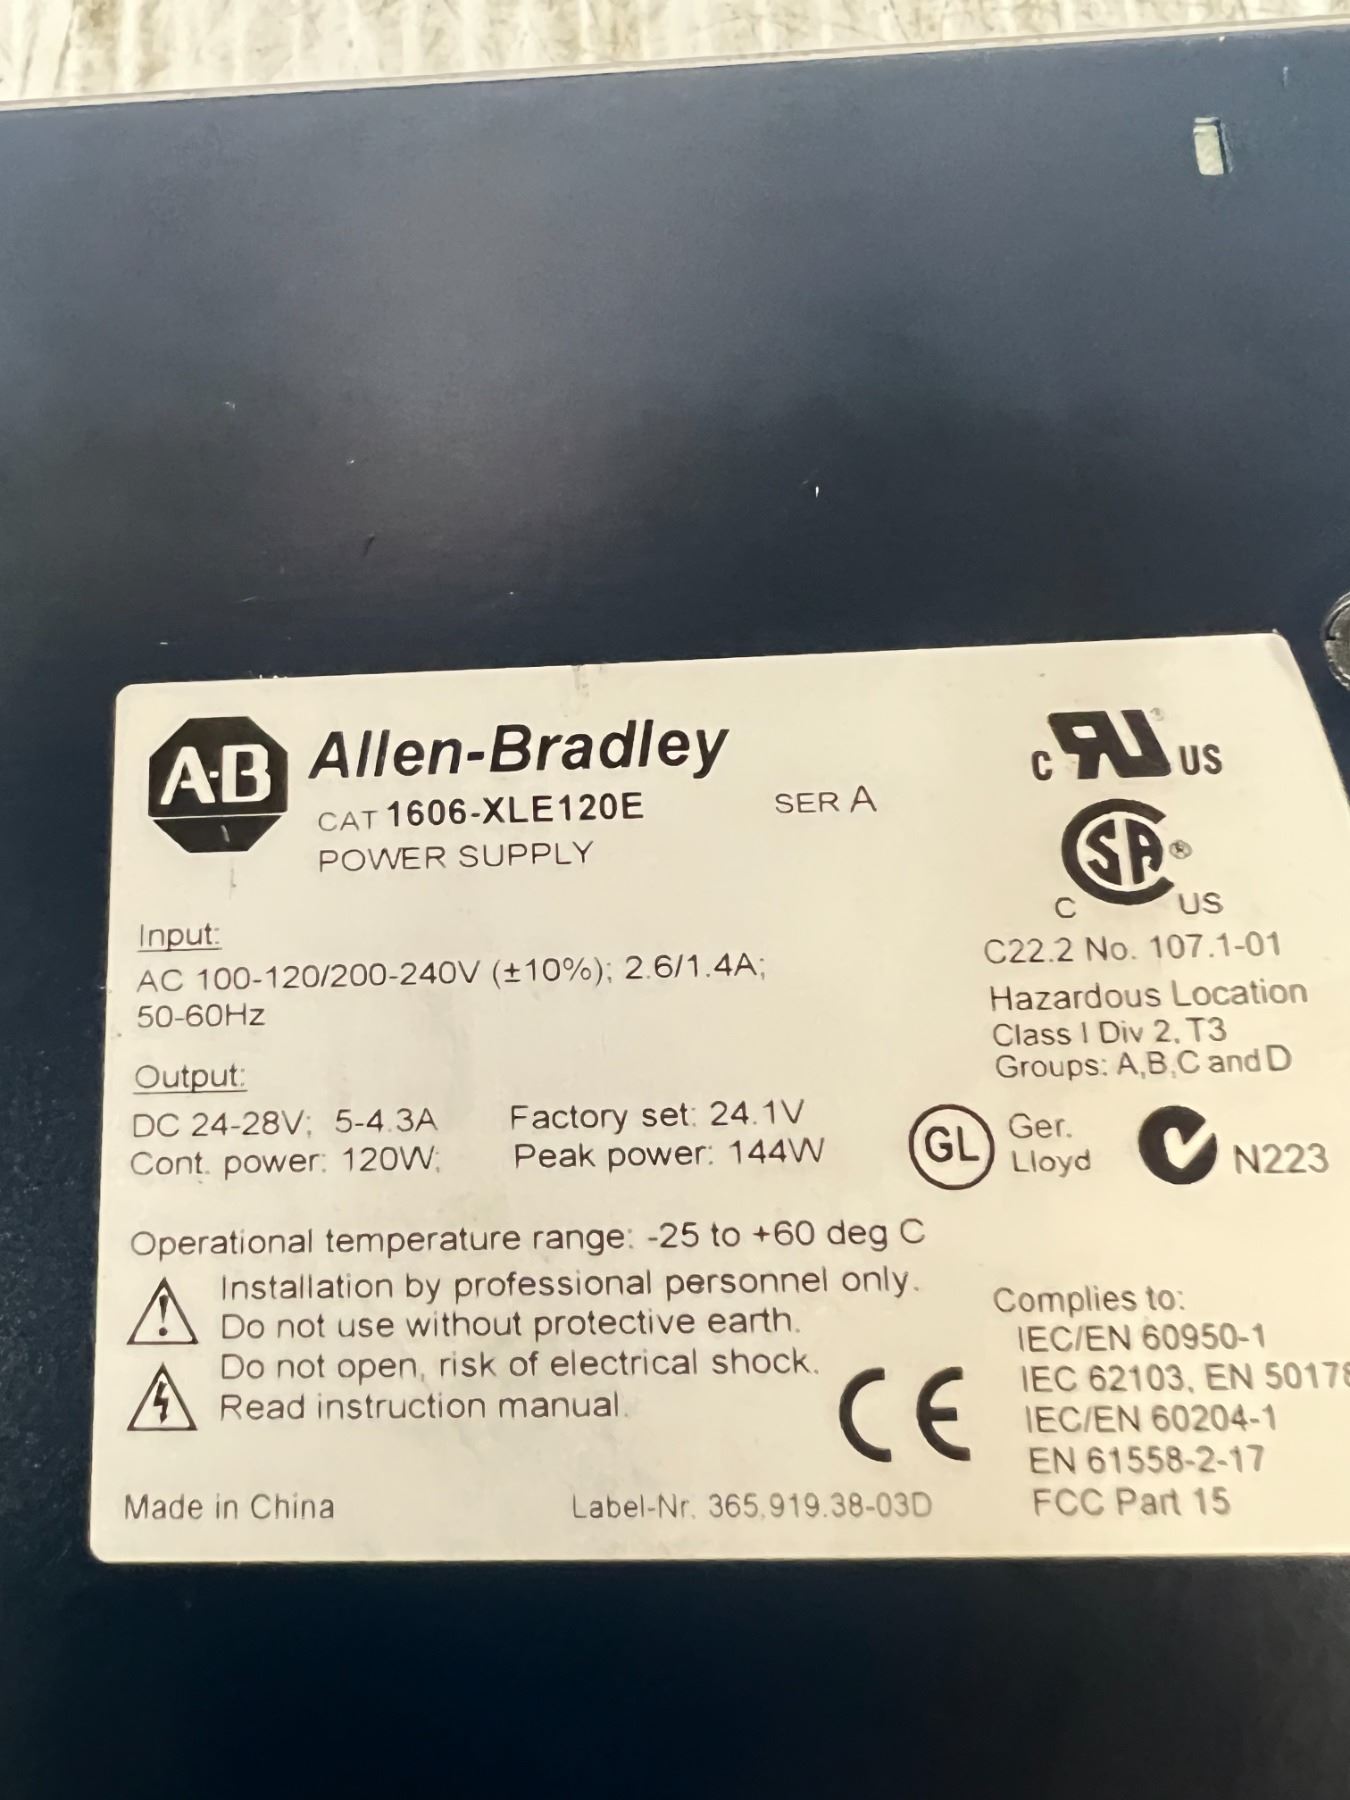 A-B Allen-Bradley
CAT 1606-XLE120E SER A
POWER SUPPLY
Input:
AC 100-120/200-240V (±10%); 2.6/1.4A;
50-60Hz
Output:
DC 24-28V; 5-4.3A Factory set: 24.1V
Cont. power: 120W; Peak power: 144W
Operational temperature range: -25 to +60 deg C
Installation by professional personnel only.
Do not use without protective earth.
Do not open, risk of electrical shock.
Read instruction manual.
Made in China
Label-Nr. 365.919.38-03D
C RU ® US
SA ®
C US
C22.2 No. 107.1-01
Hazardous Location
Class I Div 2, T3
Groups: A,B,C and D
GL Ger.
Lloyd
N223
CE
Complies to:
IEC/EN 60950-1
IEC 62103, EN 50178
IEC/EN 60204-1
EN 61558-2-17
FCC Part 15